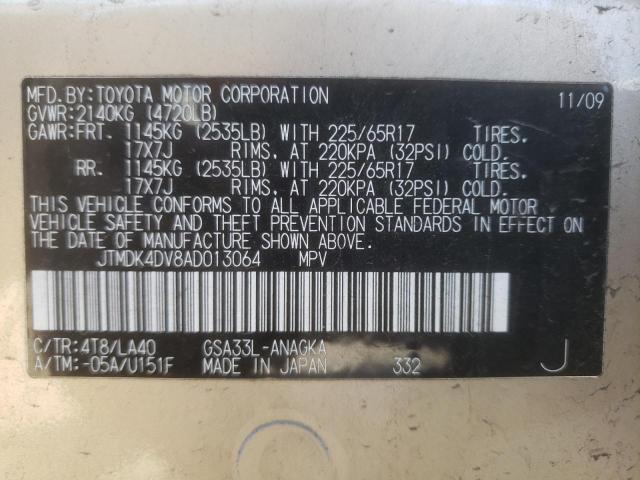 MFD.BY:TOYOTA MOTOR CORPORATION 11/09
GVWR:2140KG (4720LB)
GAWR:FRT. 1145KG (2535LB) WITH 225/65R17 TIRES.
17X7J RIMS, AT 220KPA (32PSI) COLD.
RR. 1145KG (2535LB) WITH 225/65R17 TIRES.
17X7J RIMS, AT 220KPA (32PSI) COLD.
THIS VEHICLE CONFORMS TO ALL APPLICABLE FEDERAL MOTOR
VEHICLE SAFETY AND THEFT PREVENTION STANDARDS IN EFFECT ON
THE DATE OF MANUFACTURE SHOWN ABOVE.
JTMDK4DV8AD013064 MPV
C/TR:4T8/LA40 GSA33L-ANAGKA
A/TM:-05A/U151F MADE IN JAPAN 332 J